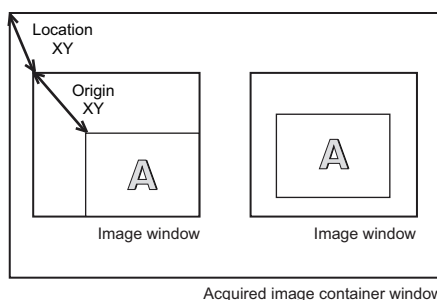 Location
XY
Origin
XY
A
A
Image window
Image window
Acquired image container window